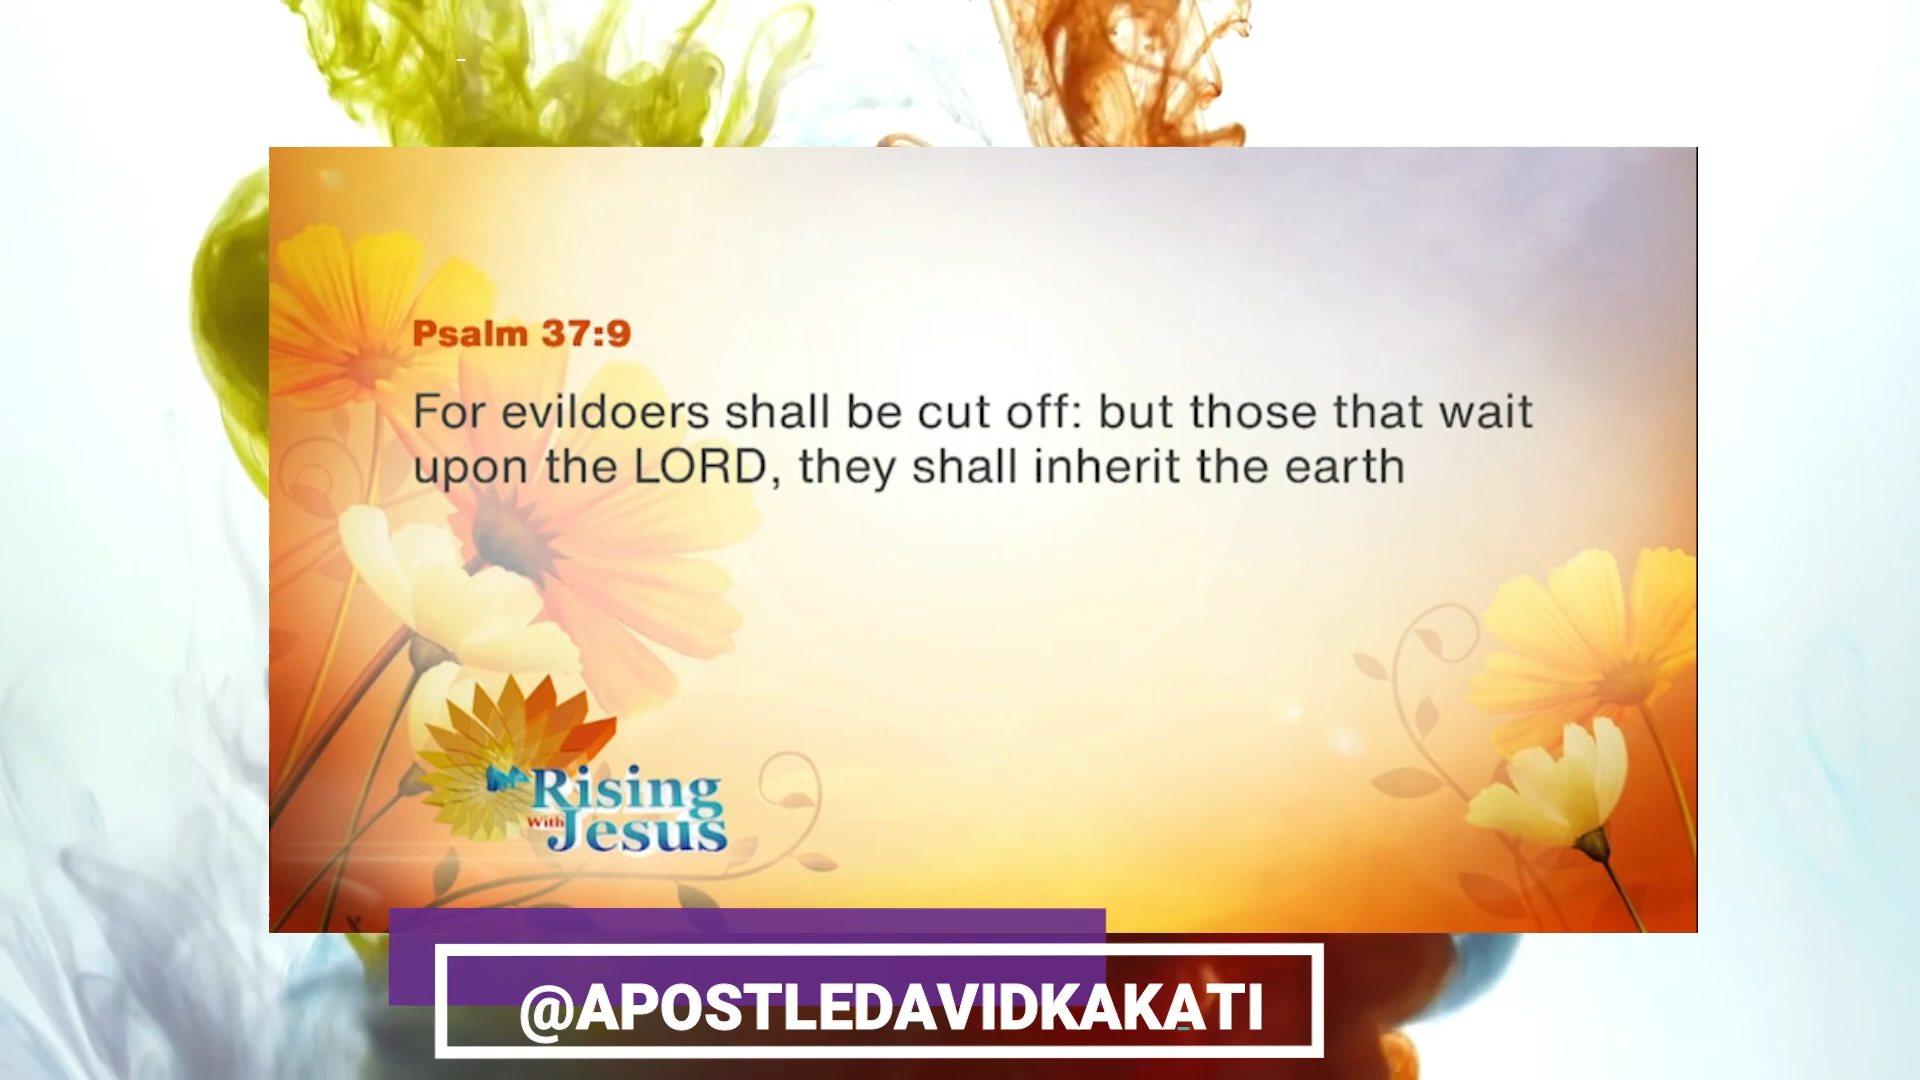 Psalm 37:9
For evildoers shall be cut off: but those that wait
upon the LORD, they shall inherit the earth
Rising
With Jesus
@APOSTLEDAVIDKAKATI